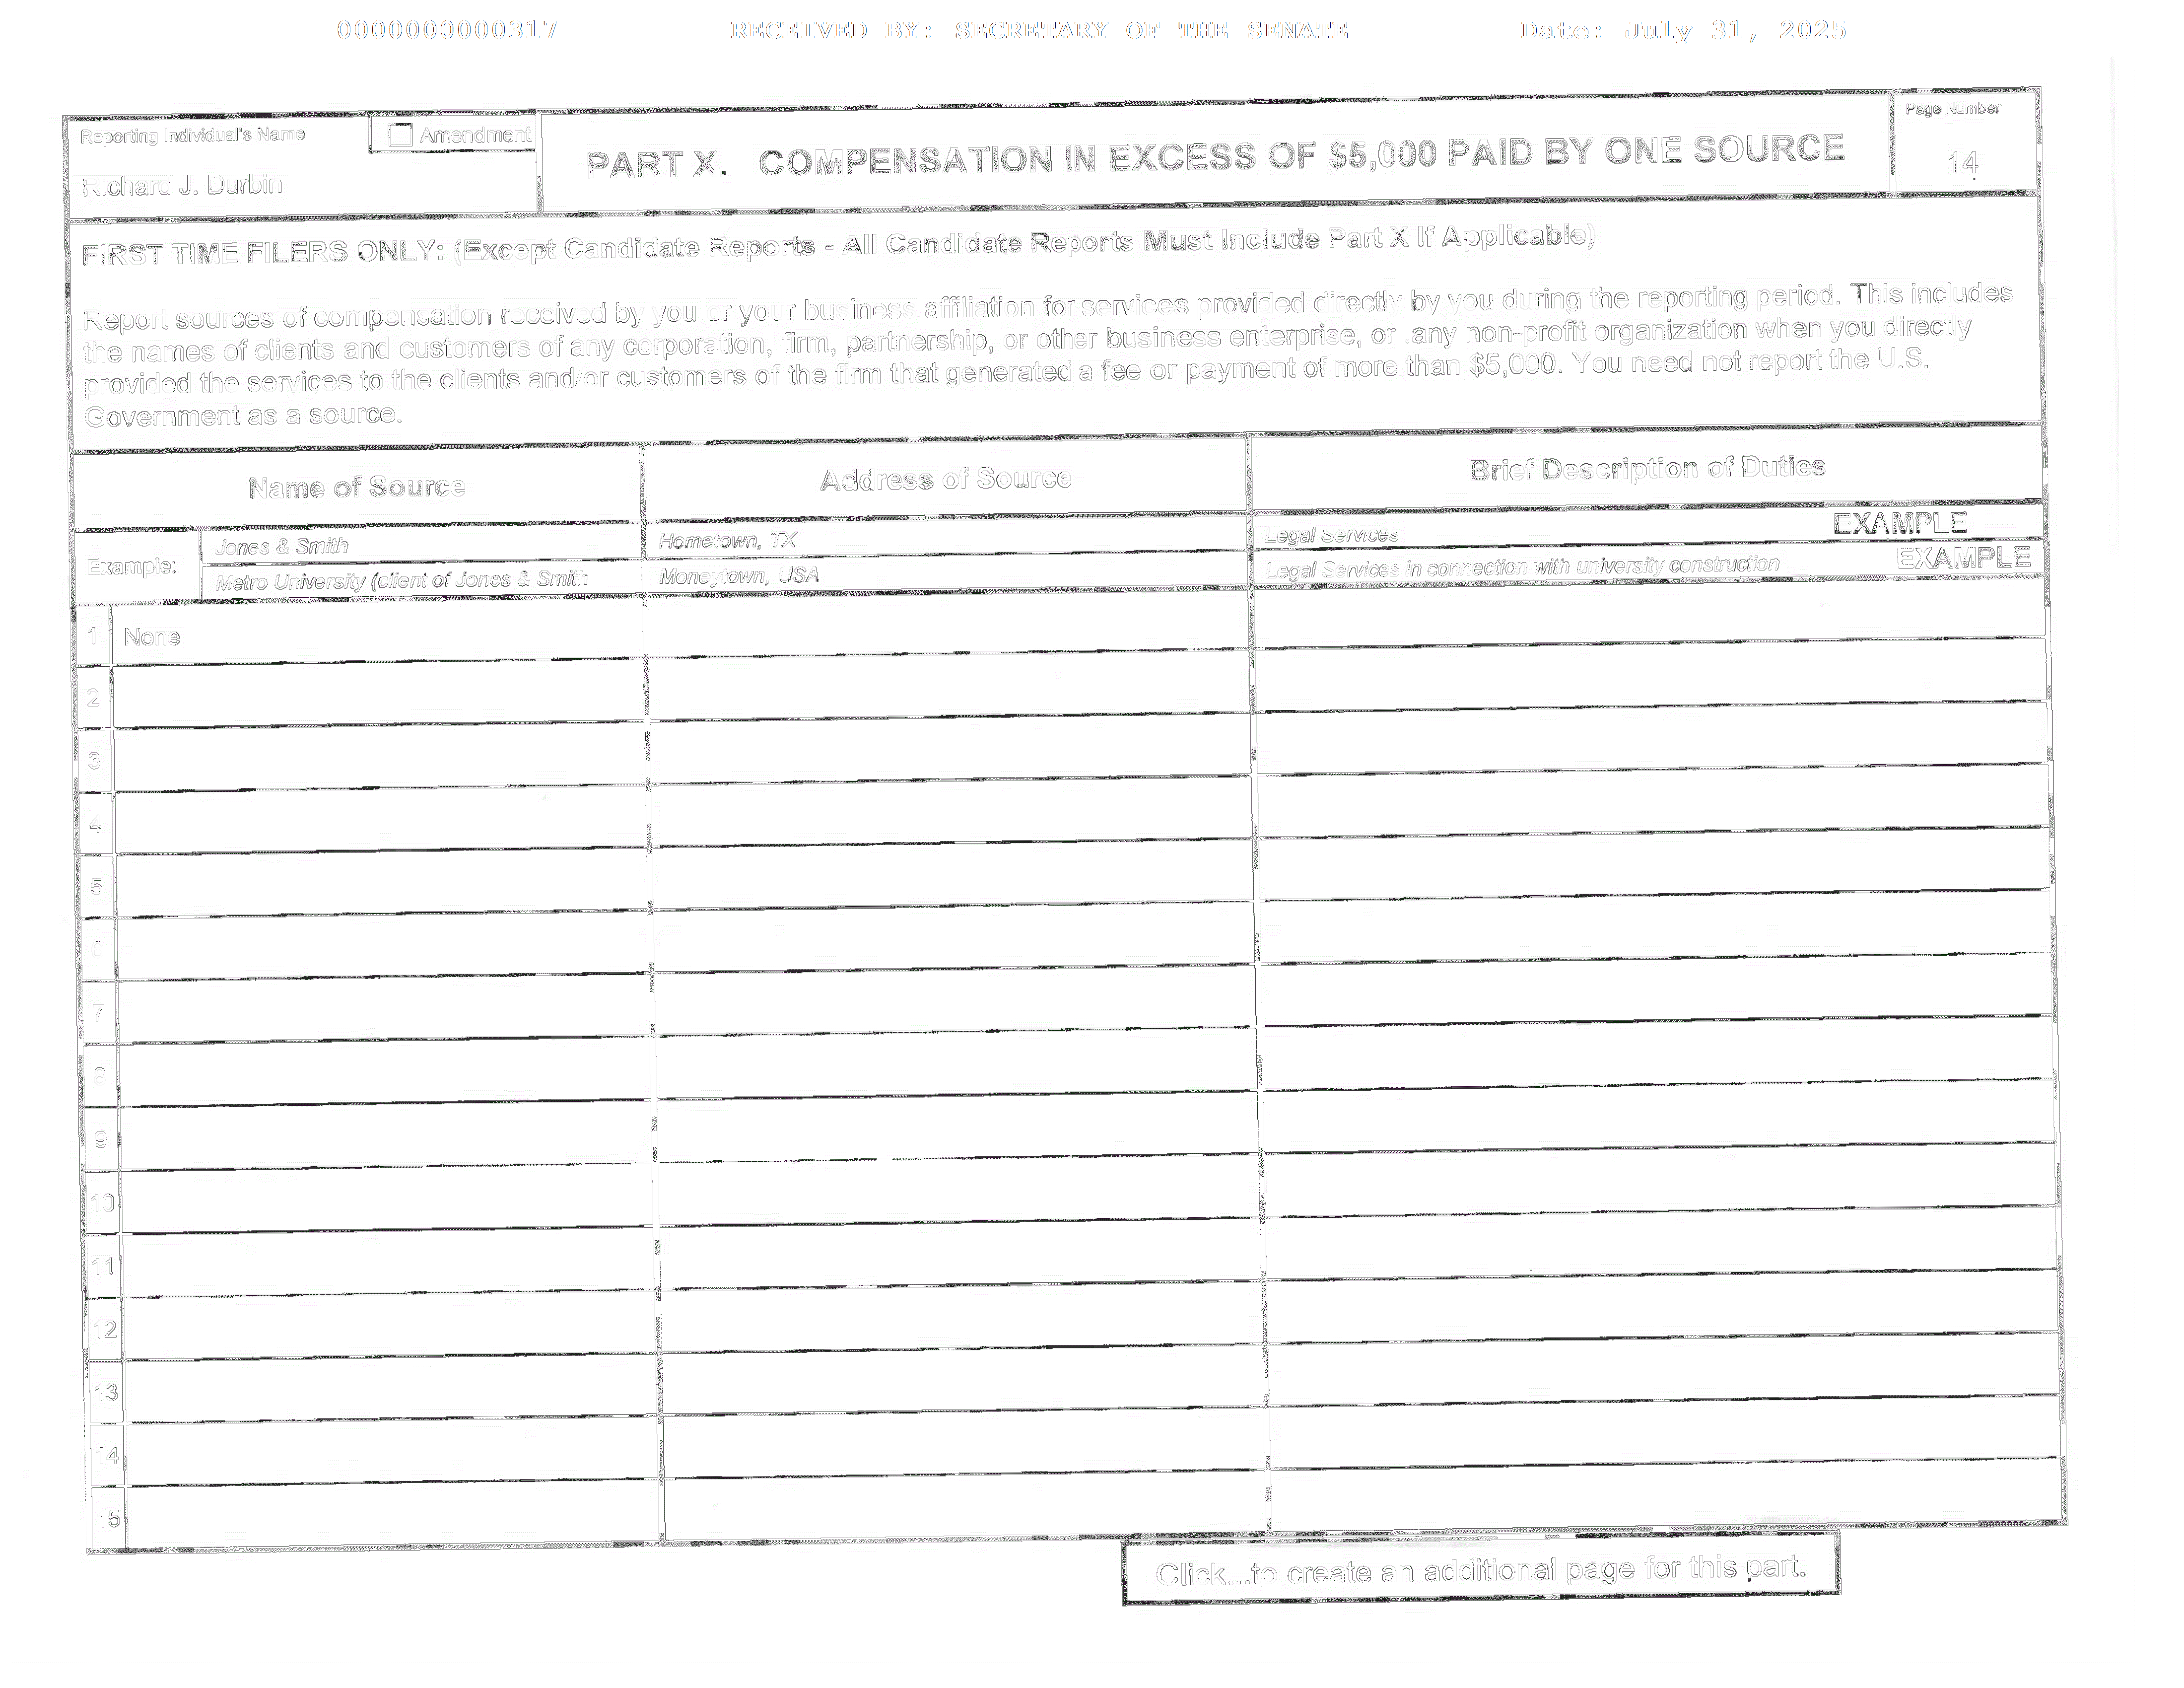 0000000000317 RECEIVED BY: SECRETARY OF THE SENATE Date: July 31, 2025
Reporting Individual's Name
Amendment
Richard J. Durbin
PART X. COMPENSATION IN EXCESS OF $5,000 PAID BY ONE SOURCE
Page Number
14
FIRST TIME FILERS ONLY: (Except Candidate Reports - All Candidate Reports Must Include Part X If Applicable)
Report sources of compensation received by you or your business affiliation for services provided directly by you during the reporting period. This includes
the names of clients and customers of any corporation, firm, partnership, or other business enterprise, or .any non-profit organization when you directly
provided the services to the clients and/or customers of the firm that generated a fee or payment of more than $5,000. You need not report the U.S.
Government as a source.
Name of Source Address of Source Brief Description of Duties
Example:
Jones & Smith Hometown, TX Legal Services EXAMPLE
Metro University (client of Jones & Smith Moneytown, USA Legal Services in connection with university construction EXAMPLE
1 None
2
3
4
5
6
7
8
9
10
11
12
13
14
15
Click...to create an additional page for this part.